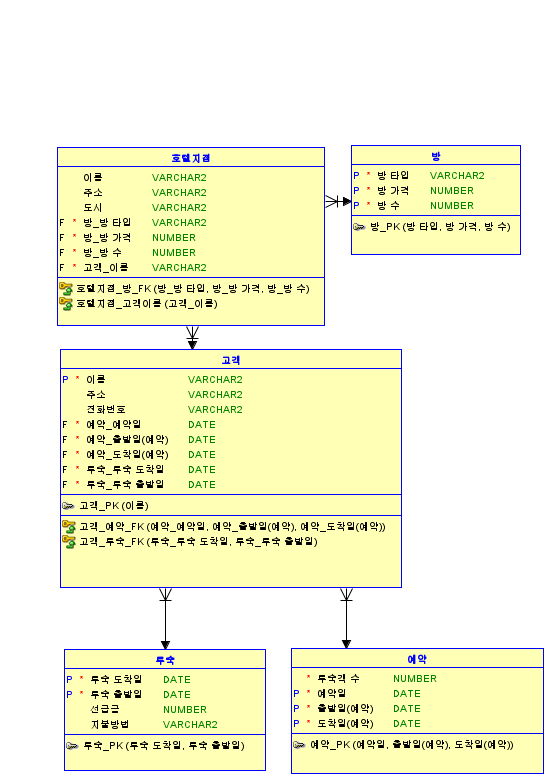 호텔지점
이름 VARCHAR2
주소 VARCHAR2
도시 VARCHAR2
F * 방_방 타입 VARCHAR2
F * 방_방 가격 NUMBER
F * 방_방 수 NUMBER
F * 고객_이름 VARCHAR2
호텔지점_방_FK (방_방 타입, 방_방 가격, 방_방 수)
호텔지점_고객이름 (고객_이름)
방
P * 방 타입 VARCHAR2
P * 방 가격 NUMBER
P * 방 수 NUMBER
방_PK (방 타입, 방 가격, 방 수)
고객
P * 이름 VARCHAR2
주소 VARCHAR2
전화번호 VARCHAR2
F * 예약_예약일 DATE
F * 예약_출발일(예약) DATE
F * 예약_도착일(예약) DATE
F * 투숙_투숙 도착일 DATE
F * 투숙_투숙 출발일 DATE
고객_PK (이름)
고객_예약_FK (예약_예약일, 예약_출발일(예약), 예약_도착일(예약))
고객_투숙_FK (투숙_투숙 도착일, 투숙_투숙 출발일)
투숙
P * 투숙 도착일 DATE
P * 투숙 출발일 DATE
선급금 NUMBER
지불방법 VARCHAR2
투숙_PK (투숙 도착일, 투숙 출발일)
예약
* 투숙객 수 NUMBER
P * 예약일 DATE
P * 출발일(예약) DATE
P * 도착일(예약) DATE
예약_PK (예약일, 출발일(예약), 도착일(예약))